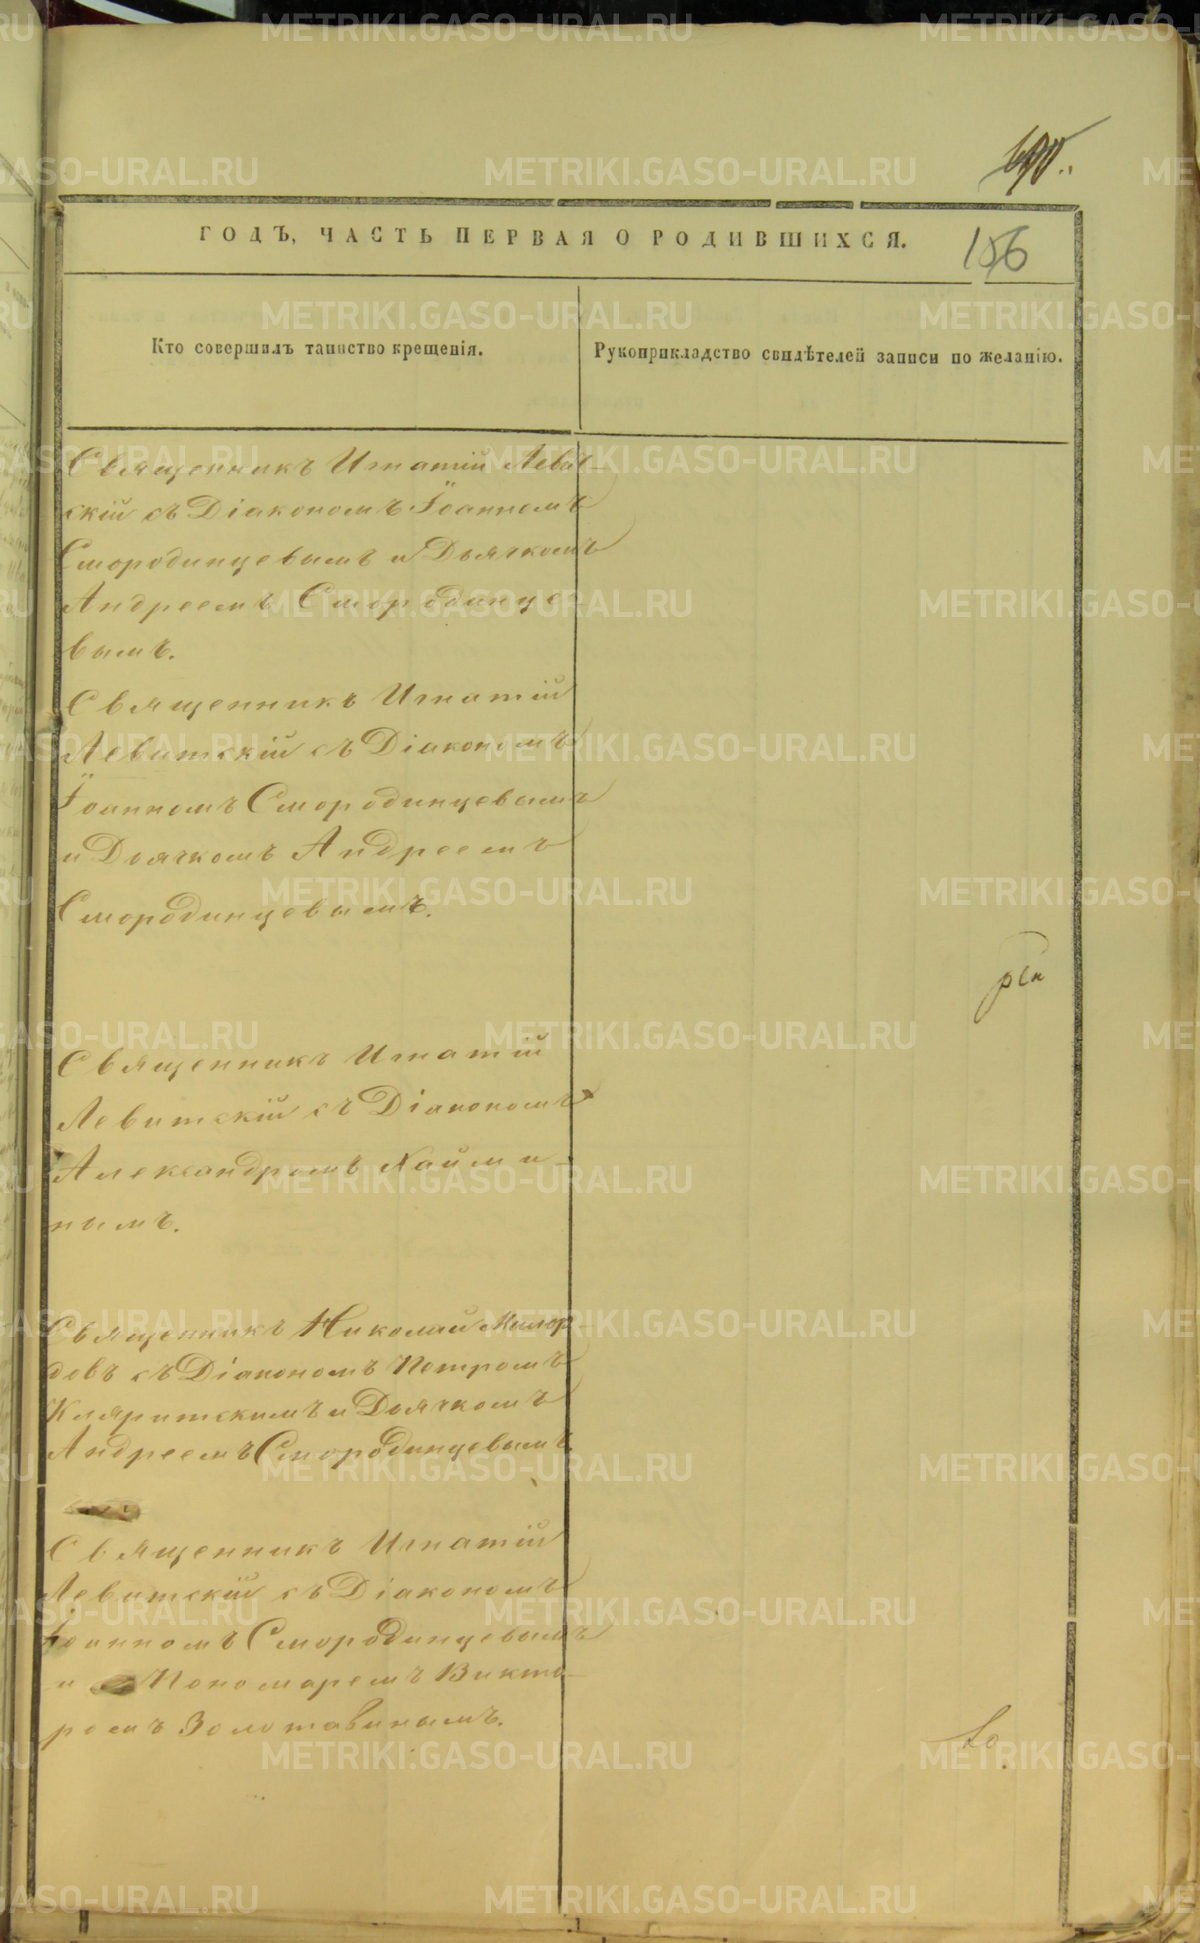 190.
ГОДЪ, ЧАСТЬ ПЕРВАЯ О РОДИВШИХСЯ.
156
Кто совершилъ таинство крещенія.
Рукоприкладство свидѣтелей записи по желанію.
Священникъ Игнатій Левит-
скій съ Діакономъ Іоанномъ
Смородинцевымъ и Дьячкомъ
Андреемъ Смородинце-
вымъ.
Священникъ Игнатій
Левитскій съ Діакономъ
Іоанномъ Смородинцевымъ
и Дьячкомъ Андреемъ
Смородинцевымъ.
Священникъ Игнатій
Левитскій съ Діакономъ
Александромъ
нымъ.
Священникъ Николай
довъ съ Діакономъ Петромъ
и Дьячкомъ
Андреемъ Смородинцевымъ
Священникъ Игнатій
Левитскій съ Діакономъ
Іоанномъ Смородинцевымъ
и Пономаремъ Викто-
ромъ Золотавинымъ.
METRIKI.GASO-URAL.RU